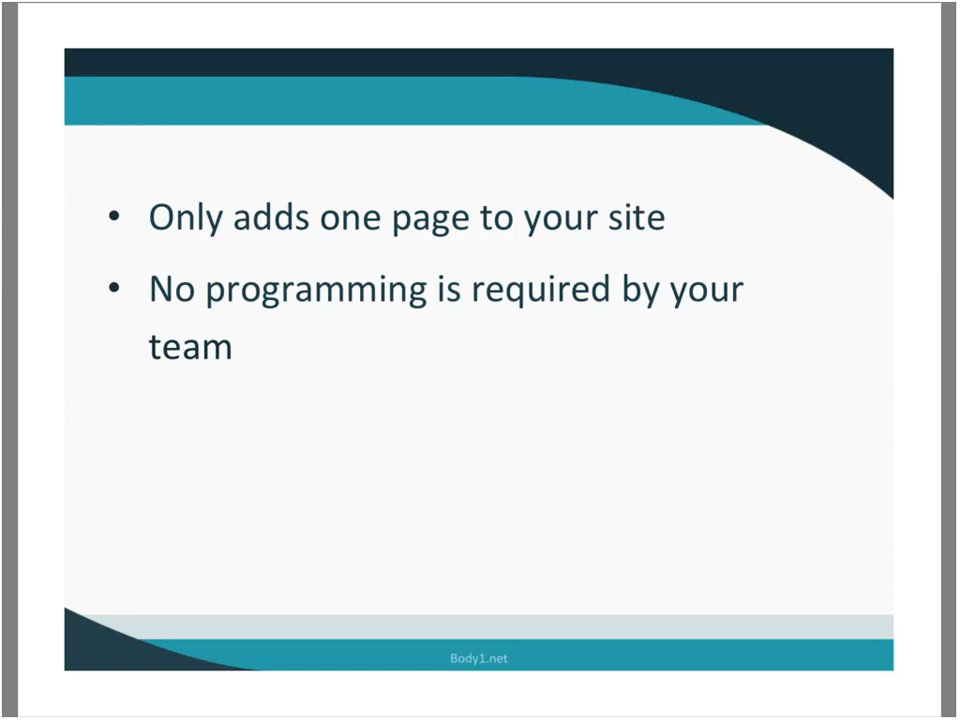 • Only adds one page to your site
• No programming is required by your
team
Body1.net